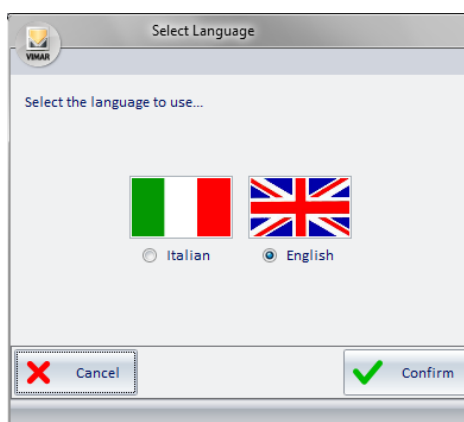 Select Language
VIMAR
Select the language to use...
Italian
English
Cancel
Confirm